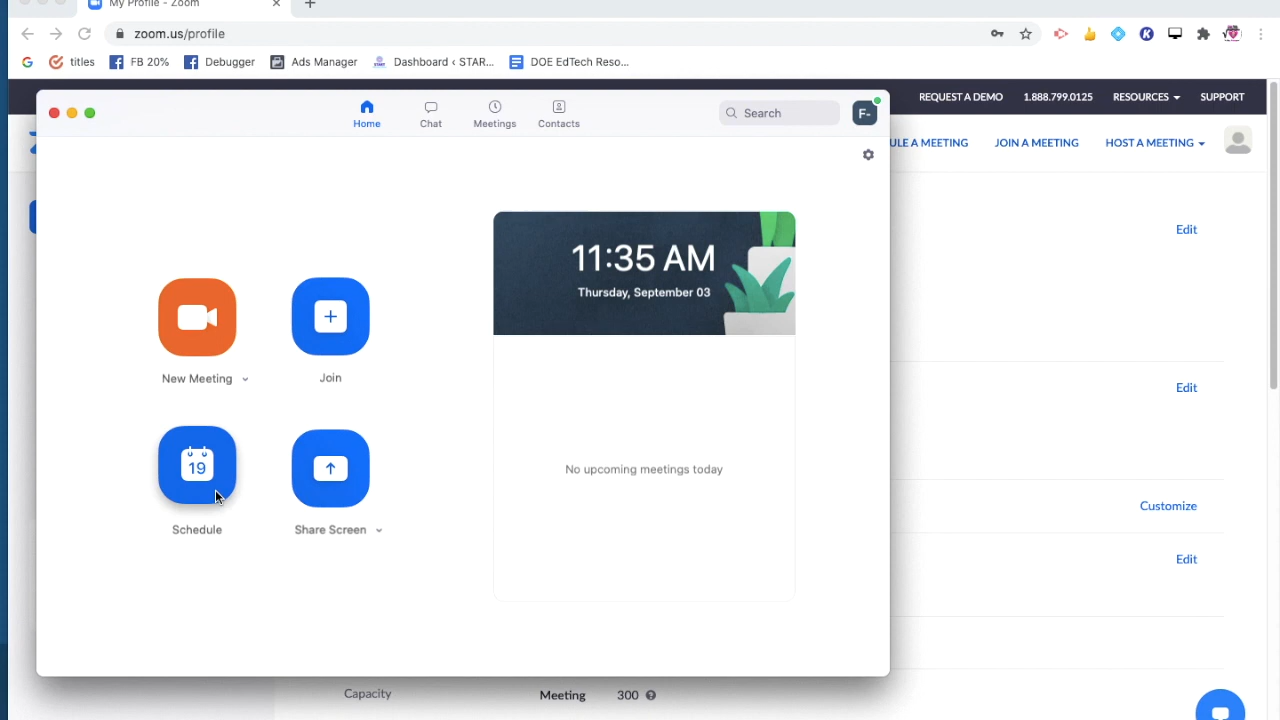 My Profile - Zoom
zoom.us/profile
titles FB 20% Debugger Ads Manager Dashboard ‹ STAR... DOE EdTech Reso...
REQUEST A DEMO 1.888.799.0125 RESOURCES SUPPORT
ULE A MEETING JOIN A MEETING HOST A MEETING
Home Chat Meetings Contacts Search F-
Edit
11:35 AM
Thursday, September 03
New Meeting Join
Edit
19
No upcoming meetings today
Customize
Schedule Share Screen
Edit
Capacity Meeting 300